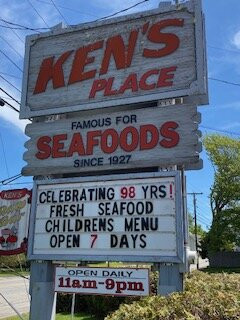 KEN'S
PLACE
FAMOUS FOR
SEAFOODS
SINCE 1927
CELEBRATING 98 YRS!
FRESH SEAFOOD
CHILDRENS MENU
OPEN 7 DAYS
OPEN DAILY
11am-9pm
KEN'S